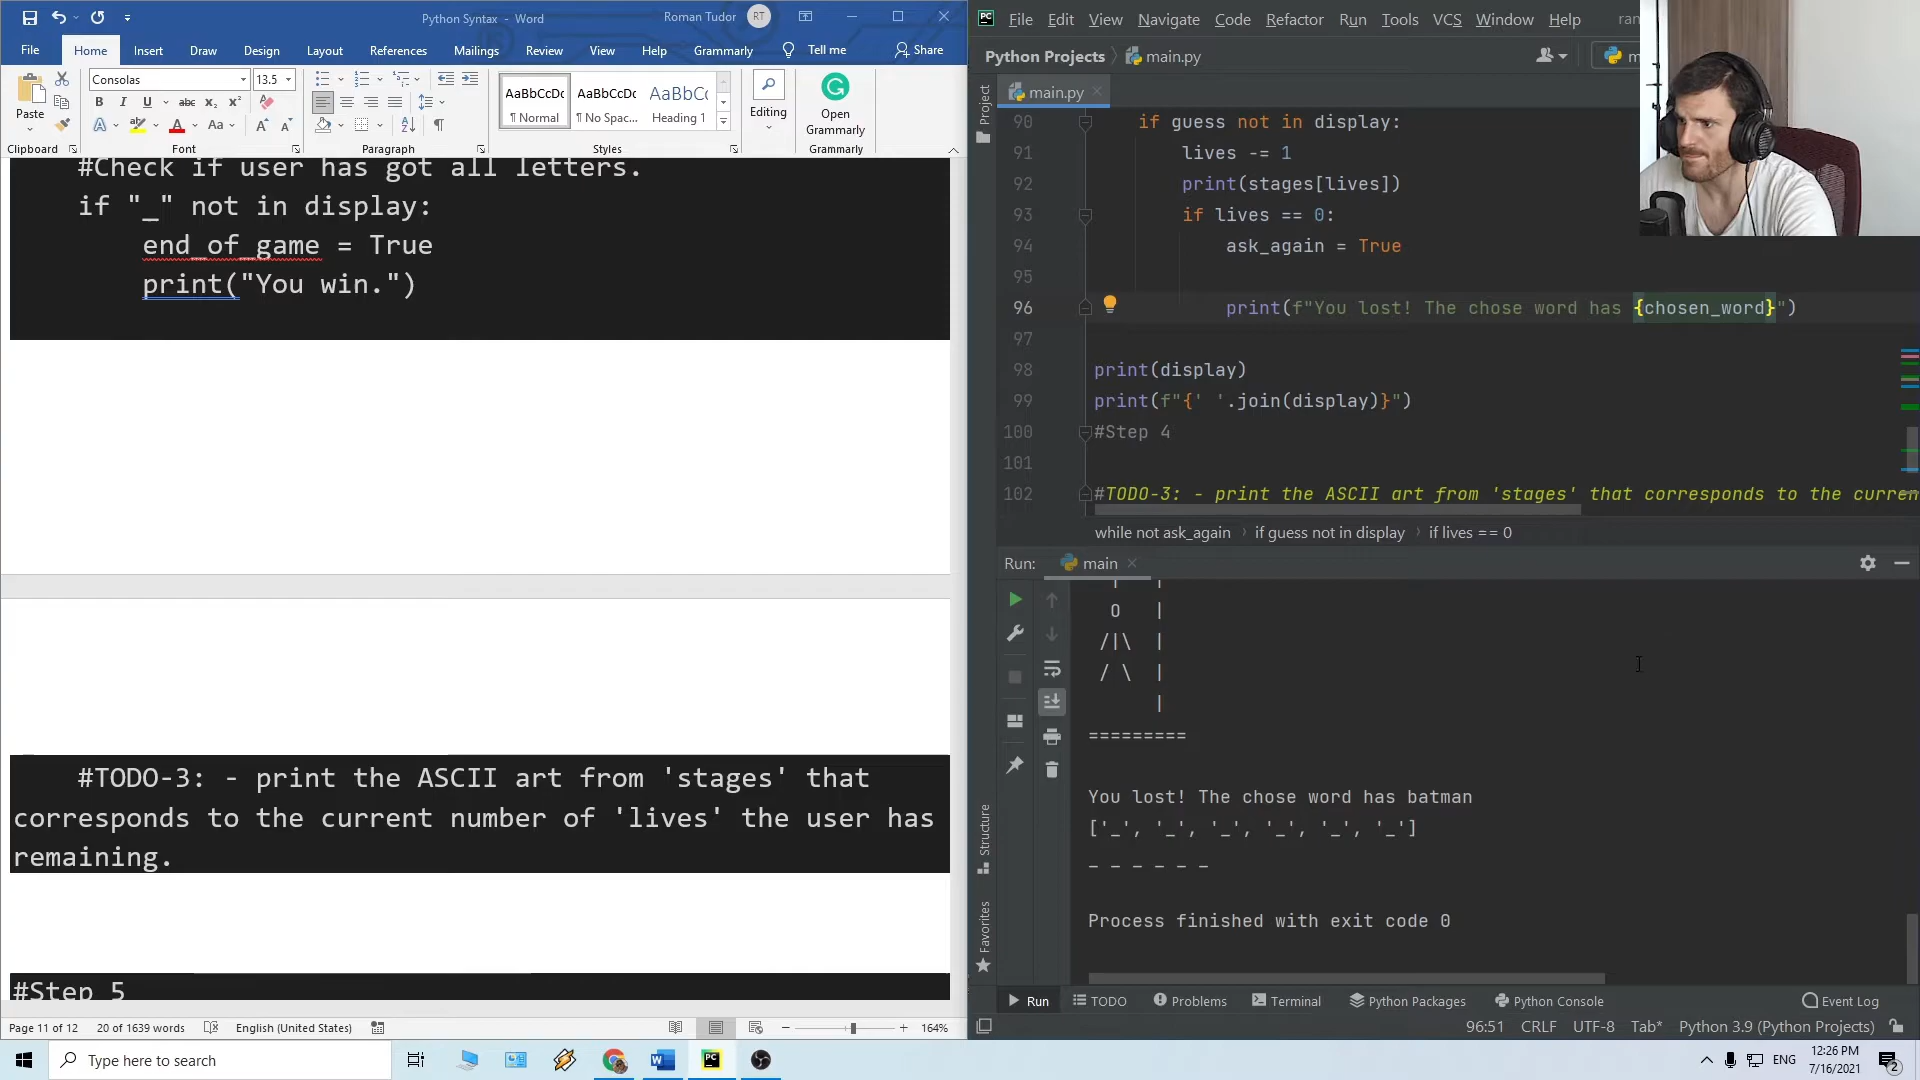 Python Syntax - Word
Roman Tudor
RT
File
Home
Insert
Draw
Design
Layout
References
Mailings
Review
View
Help
Grammarly
Tell me
Share
Paste
Consolas
13.5
Editing
Open
Grammarly
AaBbCcDc
AaBbCcDc
AaBbCc
¶ Normal
¶ No Spac...
Heading 1
Clipboard
Font
Paragraph
Styles
Grammarly
#Check if user has got all letters.
if "_" not in display:
end_of_game = True
print("You win.")
#TODO-3: - print the ASCII art from 'stages' that
corresponds to the current number of 'lives' the user has
remaining.
#Step 5
Page 11 of 12
20 of 1639 words
English (United States)
164%
PC
File Edit View Navigate Code Refactor Run Tools VCS Window Help
Python Projects
main.py
main.py
Project
90 if guess not in display:
91 lives -= 1
92 print(stages[lives])
93 if lives == 0:
94 ask_again = True
95
96 print(f"You lost! The chose word has {chosen_word}")
97
98 print(display)
99 print(f"{' '.join(display)}")
100 #Step 4
101
102 #TODO-3: - print the ASCII art from 'stages' that corresponds to the curren
while not ask_again
if guess not in display
if lives == 0
Run:
main
O |
/|\ |
/ \ |
|
=========
You lost! The chose word has batman
['_', '_', '_', '_', '_', '_']
_ _ _ _ _ _
Process finished with exit code 0
Structure
Favorites
Run
TODO
Problems
Terminal
Python Packages
Python Console
Event Log
96:51
CRLF
UTF-8
Tab*
Python 3.9 (Python Projects)
Type here to search
ENG
12:26 PM
7/16/2021
2